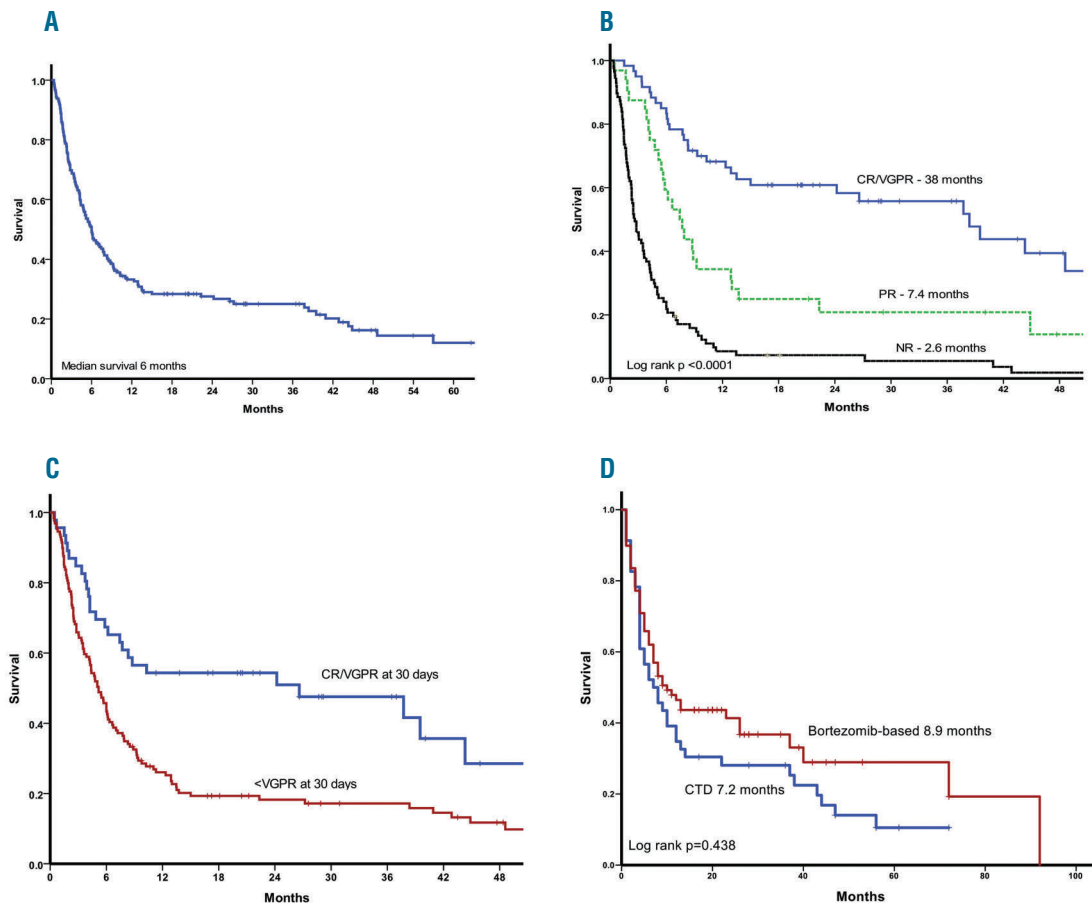 A
1.0
0.8
0.6
0.4
0.2
0.0
Survival
Median survival 6 months
6 12 18 24 30 36 42 48 54 60
Months
B
1.0
0.8
0.6
0.4
0.2
0.0
Survival
CR/VGPR - 38 months
PR - 7.4 months
NR - 2.6 months
Log rank p <0.0001
0 6 12 18 24 30 36 42 48
Months
C
1.0
0.8
0.6
0.4
0.2
0.0
Survival
CR/VGPR at 30 days
<VGPR at 30 days
0 6 12 18 24 30 36 42 48
Months
D
1.0
0.8
0.6
0.4
0.2
0.0
Survival
Bortezomib-based 8.9 months
CTD 7.2 months
Log rank p=0.438
0 20 40 60 80 100
Months